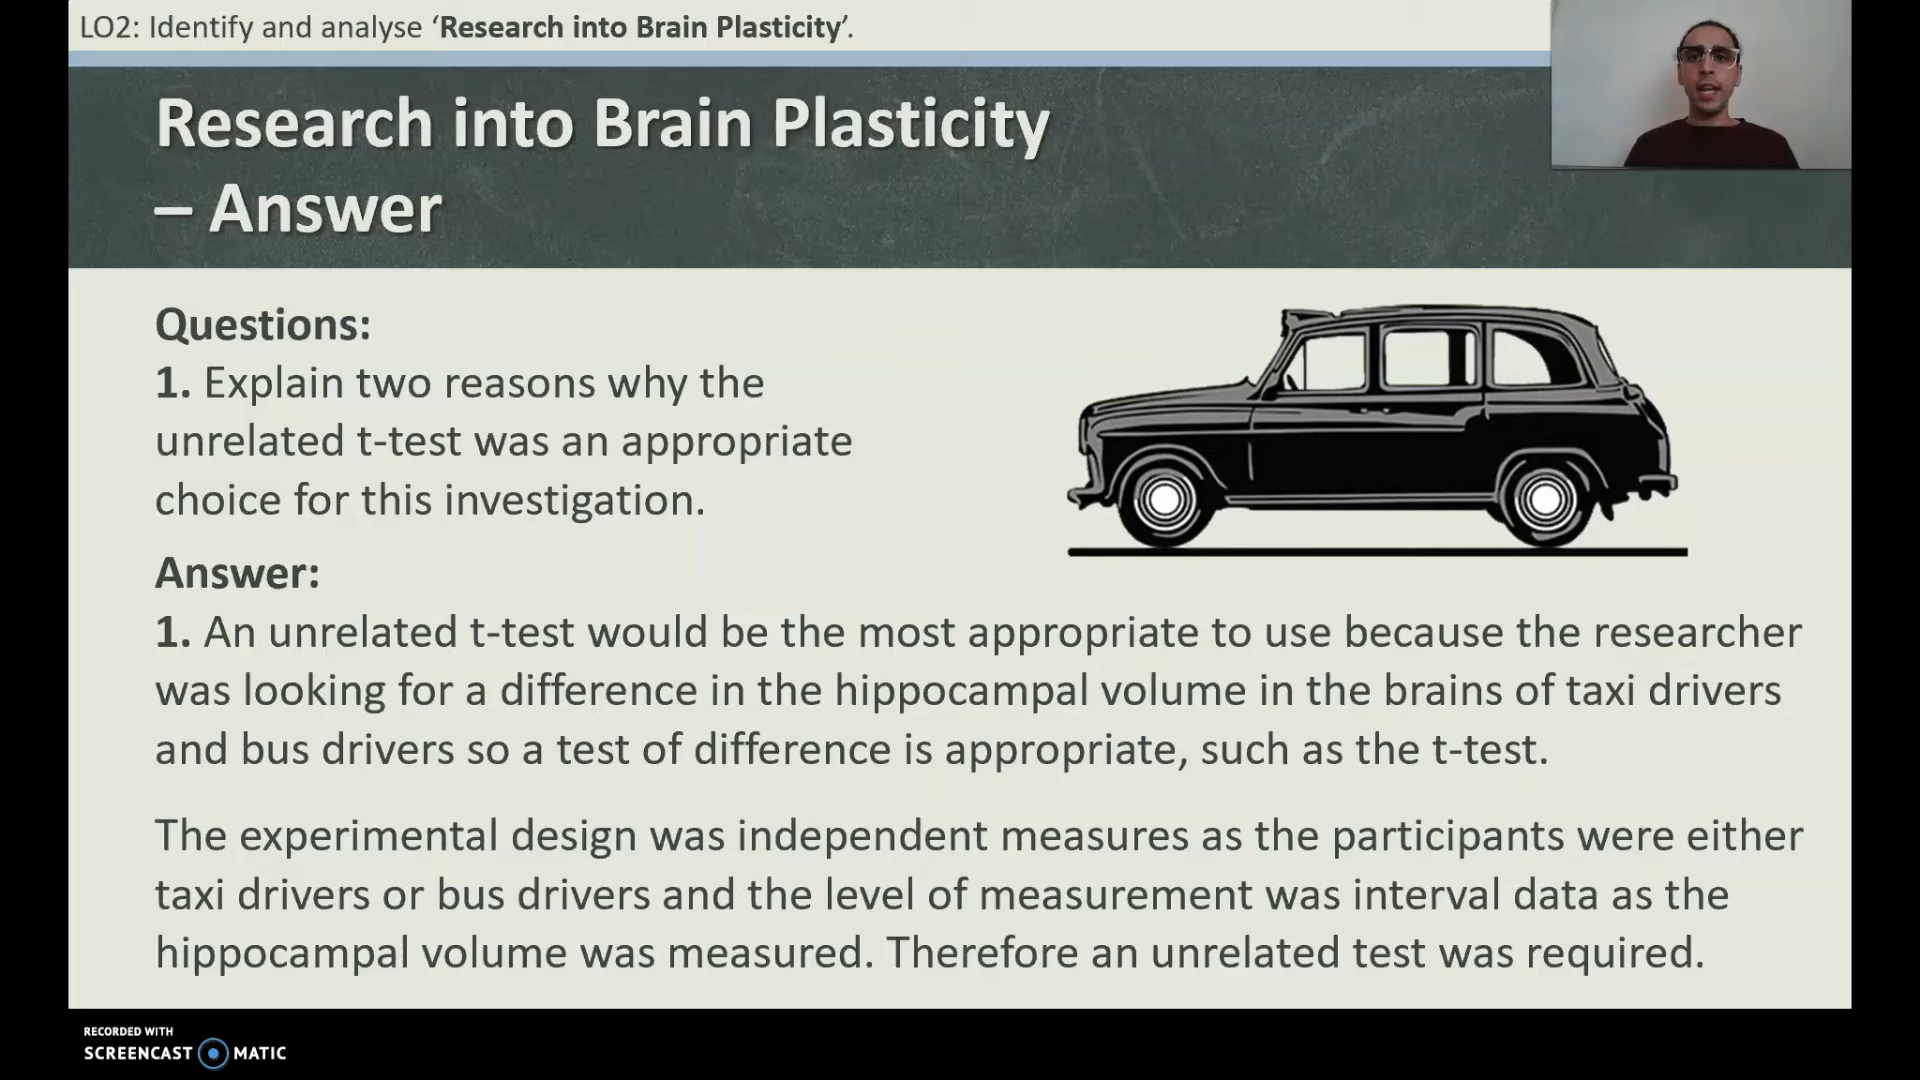 LO2: Identify and analyse ‘Research into Brain Plasticity’.
Research into Brain Plasticity
– Answer
Questions:
1. Explain two reasons why the
unrelated t-test was an appropriate
choice for this investigation.
Answer:
1. An unrelated t-test would be the most appropriate to use because the researcher
was looking for a difference in the hippocampal volume in the brains of taxi drivers
and bus drivers so a test of difference is appropriate, such as the t-test.
The experimental design was independent measures as the participants were either
taxi drivers or bus drivers and the level of measurement was interval data as the
hippocampal volume was measured. Therefore an unrelated test was required.
RECORDED WITH
SCREENCAST MATIC